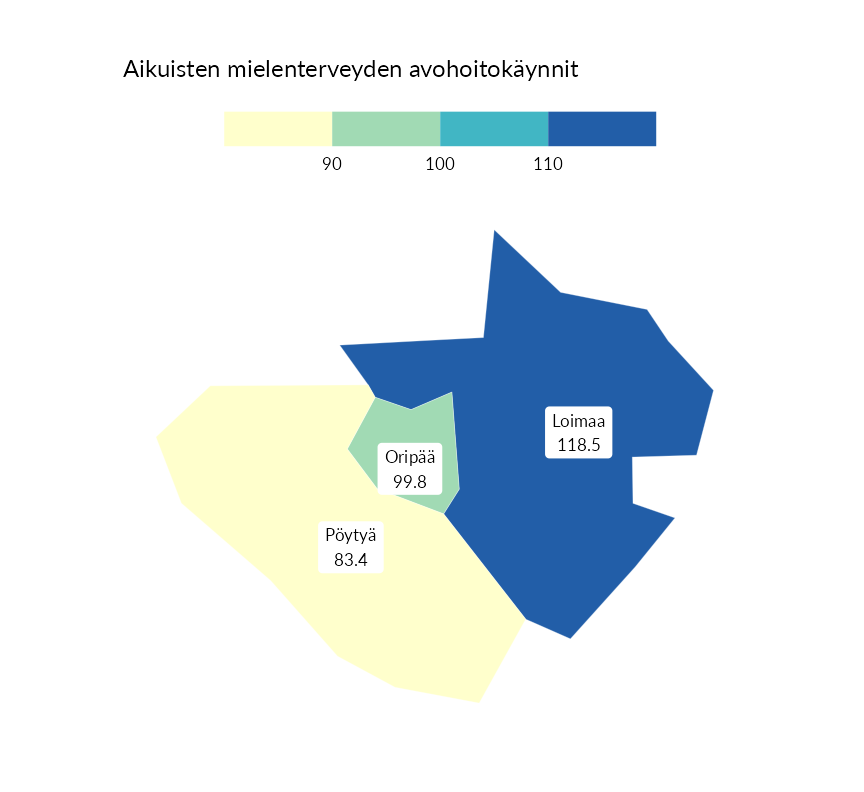 Aikuisten mielenterveyden avohoitokäynnit
90
100
110
Loimaa
118.5
Oripää
99.8
Pöytyä
83.4